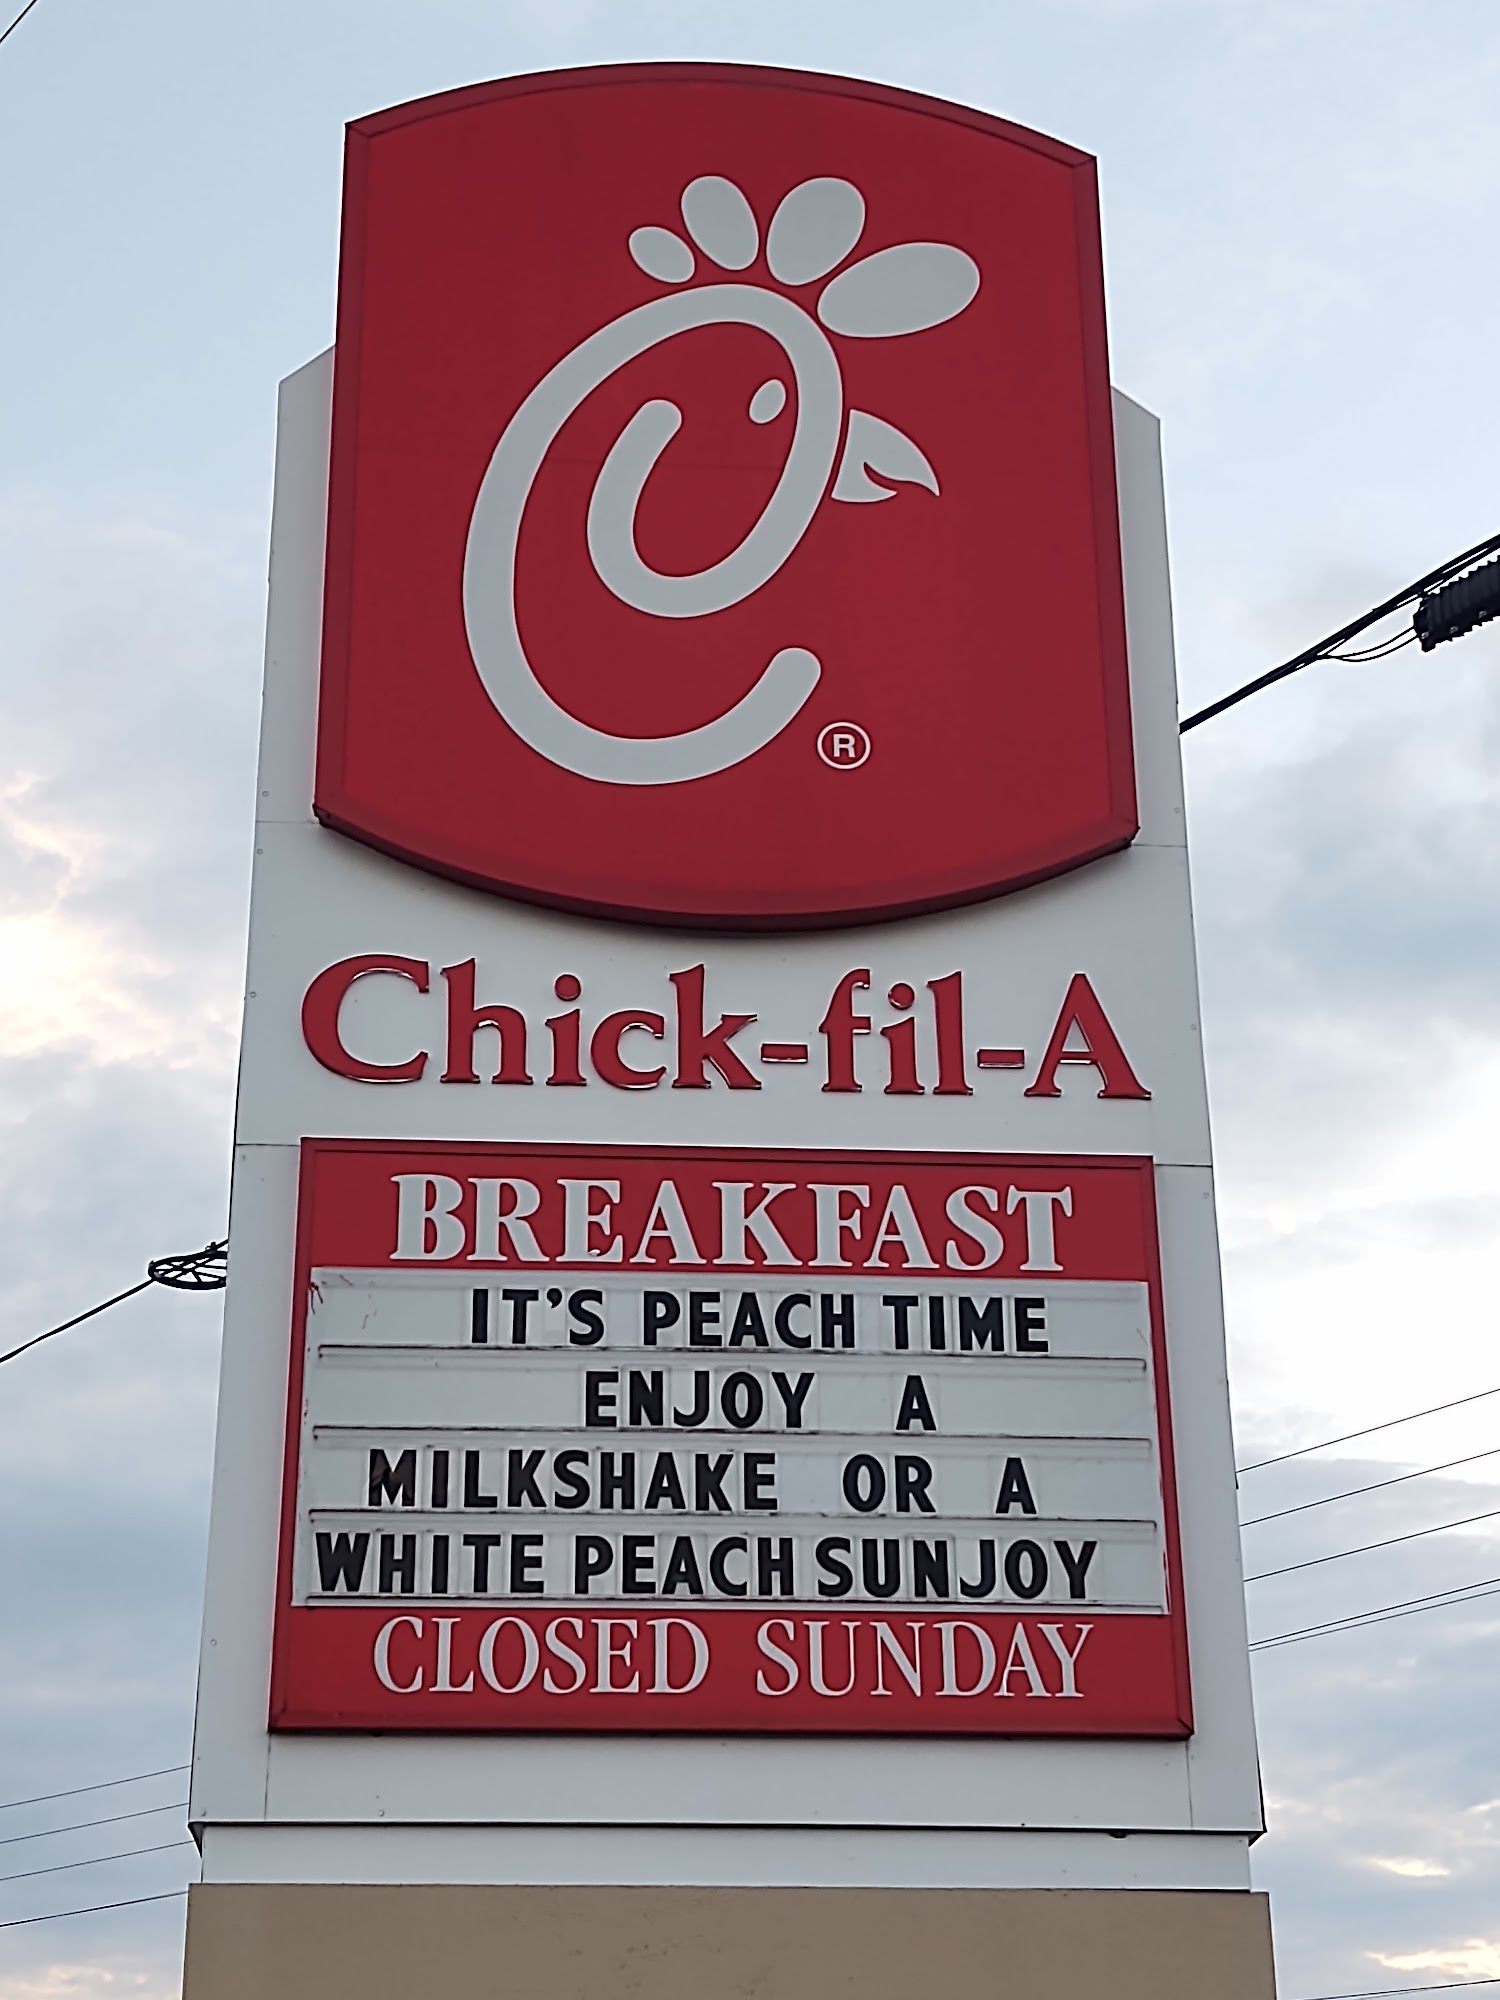 ®
Chick-fil-A
BREAKFAST
IT'S PEACH TIME
ENJOY A
MILKSHAKE OR A
WHITE PEACH SUNJOY
CLOSED SUNDAY